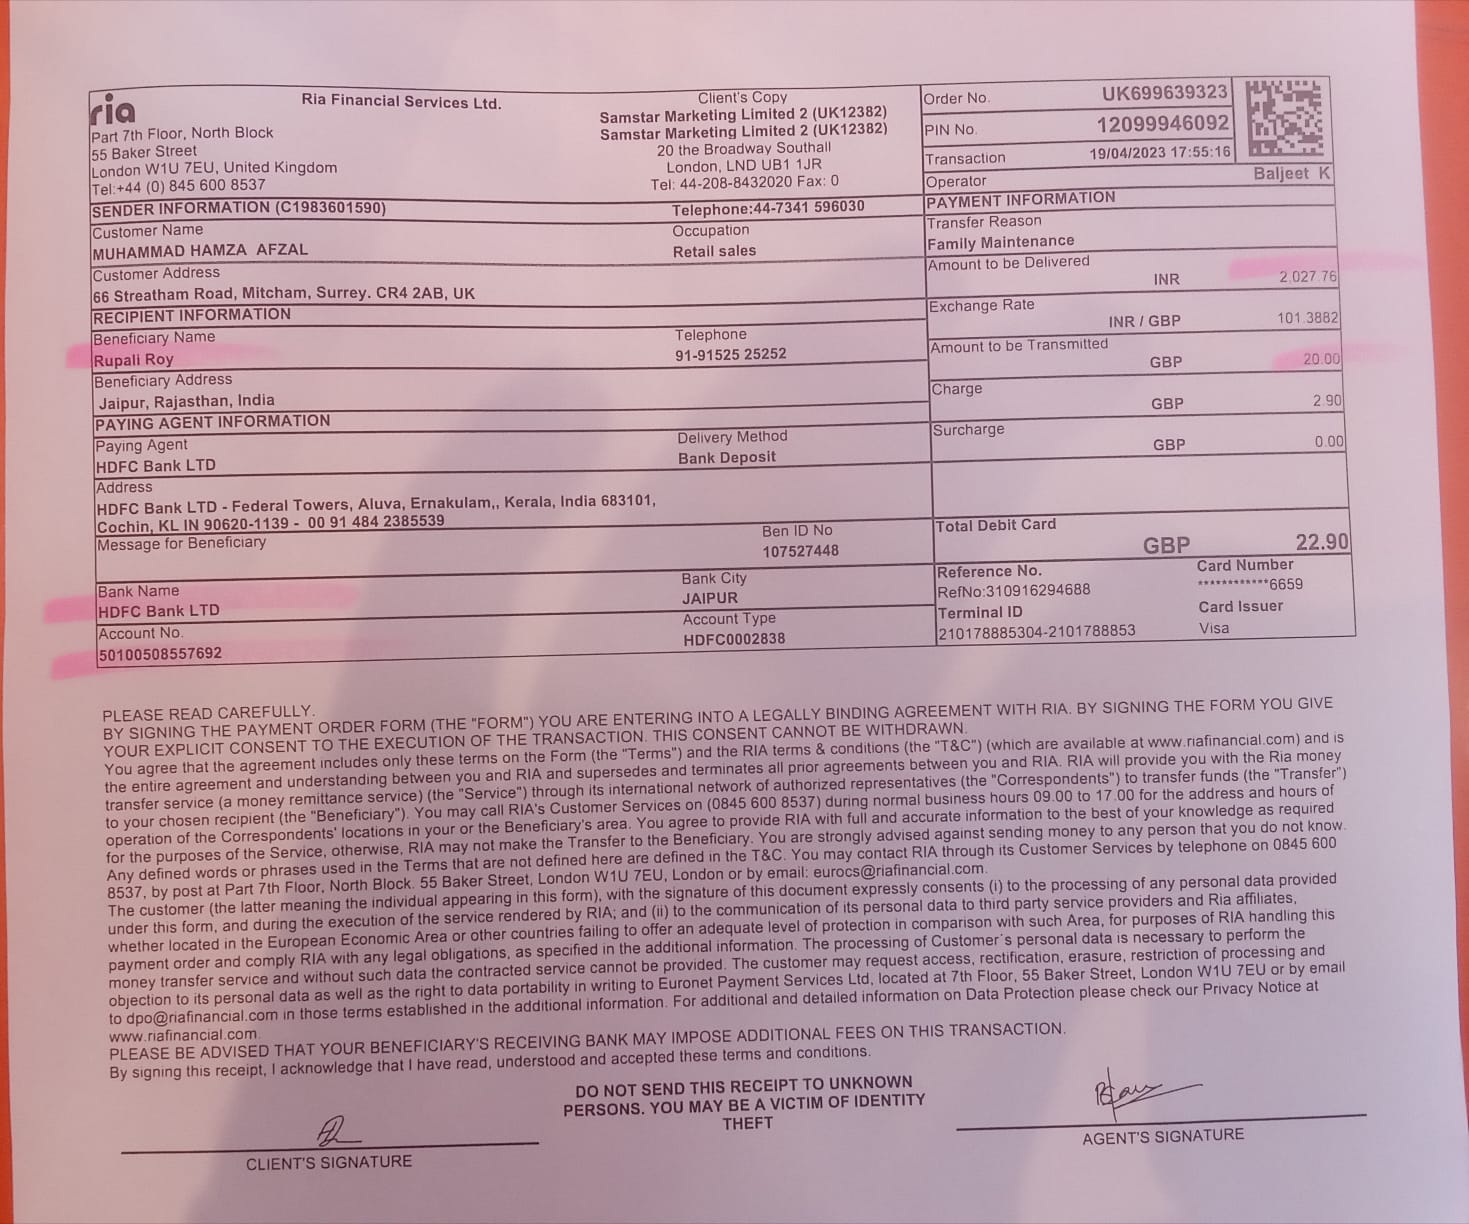 ria
Ria Financial Services Ltd.
Part 7th Floor, North Block
55 Baker Street
London W1U 7EU, United Kingdom
Tel:+44 (0) 845 600 8537
Client's Copy
Samstar Marketing Limited 2 (UK12382)
Samstar Marketing Limited 2 (UK12382)
20 the Broadway Southall
London, LND UB1 1JR
Tel: 44-208-8432020 Fax: 0
Order No. UK699639323
PIN No. 12099946092
Transaction 19/04/2023 17:55:16
Operator Baljeet K
SENDER INFORMATION (C1983601590) Telephone:44-7341 596030
Customer Name Occupation
MUHAMMAD HAMZA AFZAL Retail sales
Customer Address
66 Streatham Road, Mitcham, Surrey. CR4 2AB, UK
RECIPIENT INFORMATION
Beneficiary Name Telephone
Rupali Roy 91-91525 25252
Beneficiary Address
Jaipur, Rajasthan, India
PAYING AGENT INFORMATION
Paying Agent Delivery Method
HDFC Bank LTD Bank Deposit
Address
HDFC Bank LTD - Federal Towers, Aluva, Ernakulam,, Kerala, India 683101,
Cochin, KL IN 90620-1139 - 00 91 484 2385539
Message for Beneficiary Ben ID No
107527448
Bank Name Bank City
HDFC Bank LTD JAIPUR
Account No. Account Type
50100508557692 HDFC0002838
PAYMENT INFORMATION
Transfer Reason
Family Maintenance
Amount to be Delivered
INR 2,027.76
Exchange Rate
INR / GBP 101.3882
Amount to be Transmitted
GBP 20.00
Charge
GBP 2.90
Surcharge
GBP 0.00
Total Debit Card
GBP 22.90
Reference No. Card Number
RefNo:310916294688 ************6659
Terminal ID Card Issuer
210178885304-2101788853 Visa
PLEASE READ CAREFULLY.
BY SIGNING THE PAYMENT ORDER FORM (THE "FORM") YOU ARE ENTERING INTO A LEGALLY BINDING AGREEMENT WITH RIA. BY SIGNING THE FORM YOU GIVE
YOUR EXPLICIT CONSENT TO THE EXECUTION OF THE TRANSACTION. THIS CONSENT CANNOT BE WITHDRAWN.
You agree that the agreement includes only these terms on the Form (the "Terms") and the RIA terms & conditions (the "T&C") (which are available at www.riafinancial.com) and is
the entire agreement and understanding between you and RIA and supersedes and terminates all prior agreements between you and RIA. RIA will provide you with the Ria money
transfer service (a money remittance service) (the "Service") through its international network of authorized representatives (the "Correspondents") to transfer funds (the "Transfer")
to your chosen recipient (the "Beneficiary"). You may call RIA's Customer Services on (0845 600 8537) during normal business hours 09.00 to 17.00 for the address and hours of
operation of the Correspondents' locations in your or the Beneficiary's area. You agree to provide RIA with full and accurate information to the best of your knowledge as required
for the purposes of the Service, otherwise, RIA may not make the Transfer to the Beneficiary. You are strongly advised against sending money to any person that you do not know.
Any defined words or phrases used in the Terms that are not defined here are defined in the T&C. You may contact RIA through its Customer Services by telephone on 0845 600
8537, by post at Part 7th Floor, North Block. 55 Baker Street, London W1U 7EU, London or by email: eurocs@riafinancial.com.
The customer (the latter meaning the individual appearing in this form), with the signature of this document expressly consents (i) to the processing of any personal data provided
under this form, and during the execution of the service rendered by RIA; and (ii) to the communication of its personal data to third party service providers and Ria affiliates,
whether located in the European Economic Area or other countries failing to offer an adequate level of protection in comparison with such Area, for purposes of RIA handling this
payment order and comply RIA with any legal obligations, as specified in the additional information. The processing of Customer's personal data is necessary to perform the
money transfer service and without such data the contracted service cannot be provided. The customer may request access, rectification, erasure, restriction of processing and
objection to its personal data as well as the right to data portability in writing to Euronet Payment Services Ltd, located at 7th Floor, 55 Baker Street, London W1U 7EU or by email
to dpo@riafinancial.com in those terms established in the additional information. For additional and detailed information on Data Protection please check our Privacy Notice at
www.riafinancial.com.
PLEASE BE ADVISED THAT YOUR BENEFICIARY'S RECEIVING BANK MAY IMPOSE ADDITIONAL FEES ON THIS TRANSACTION.
By signing this receipt, I acknowledge that I have read, understood and accepted these terms and conditions.
DO NOT SEND THIS RECEIPT TO UNKNOWN
PERSONS. YOU MAY BE A VICTIM OF IDENTITY
THEFT
CLIENT'S SIGNATURE
AGENT'S SIGNATURE